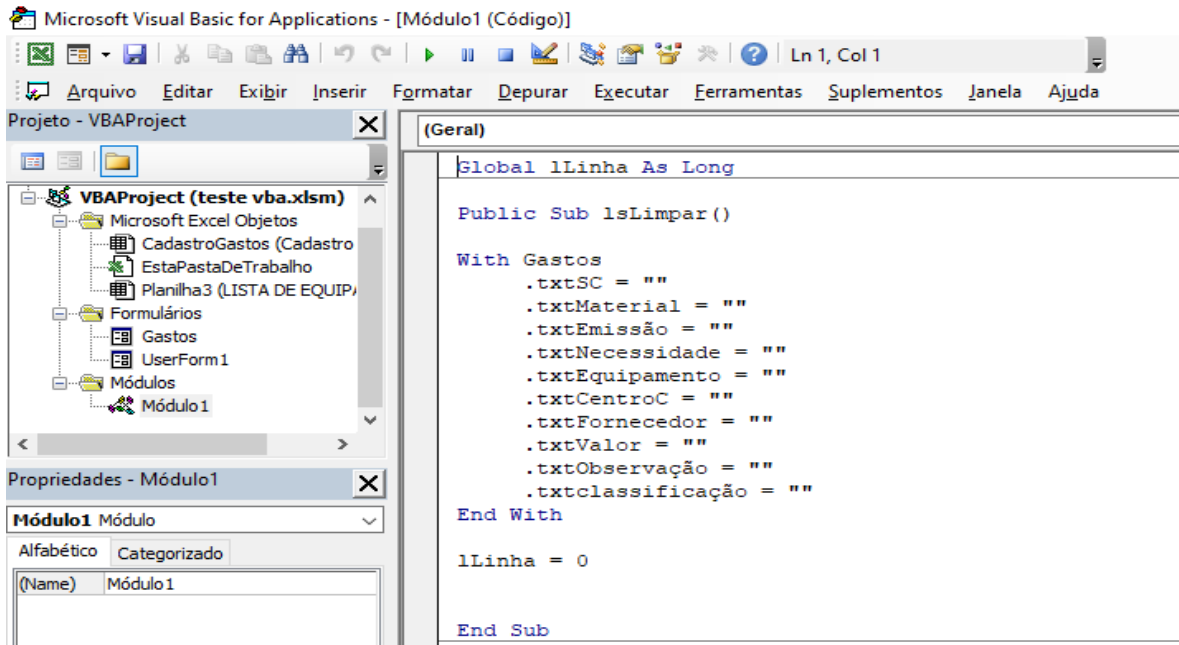 Microsoft Visual Basic for Applications - [Módulo1 (Código)]
Ln 1, Col 1
Arquivo Editar Exibir Inserir Formatar Depurar Executar Ferramentas Suplementos Janela Ajuda
Projeto - VBAProject
VBAProject (teste vba.xlsm)
Microsoft Excel Objetos
CadastroGastos (Cadastro
EstaPastaDeTrabalho
Planilha3 (LISTA DE EQUIPA
Formulários
Gastos
UserForm1
Módulos
Módulo1
Propriedades - Módulo1
Módulo1 Módulo
Alfabético Categorizado
(Name) Módulo1
(Geral)
Global lLinha As Long
Public Sub lsLimpar()
With Gastos
.txtSC = ""
.txtMaterial = ""
.txtEmissão = ""
.txtNecessidade = ""
.txtEquipamento = ""
.txtCentroC = ""
.txtFornecedor = ""
.txtValor = ""
.txtObservação = ""
.txtclassificação = ""
End With
lLinha = 0
End Sub